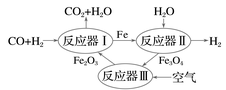 CO₂+H₂O H₂O
CO+H₂ 反应器Ⅰ Fe 反应器Ⅱ H₂
Fe₂O₃ Fe₃O₄
反应器Ⅲ 空气